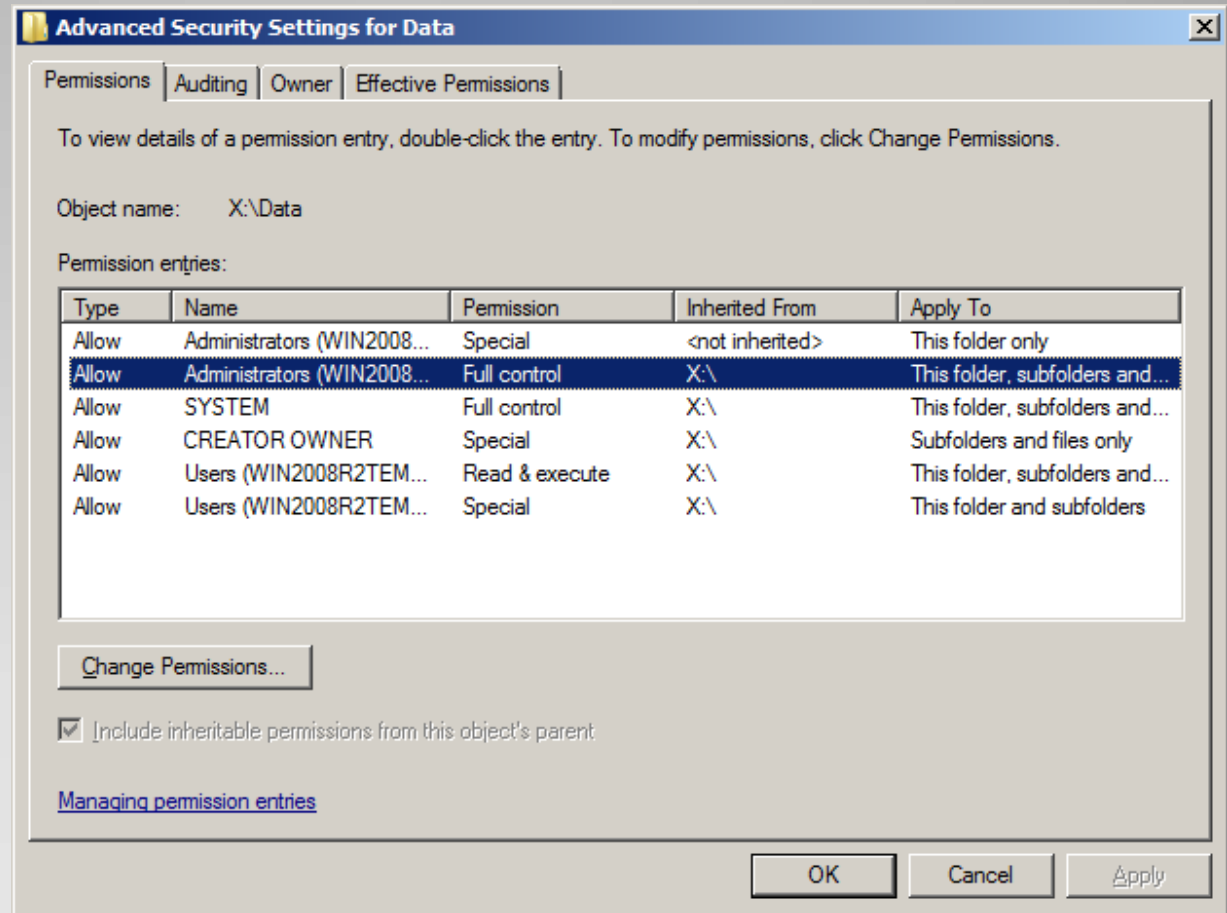 Advanced Security Settings for Data
Permissions Auditing Owner Effective Permissions
To view details of a permission entry, double-click the entry. To modify permissions, click Change Permissions.
Object name: X:\Data
Permission entries:
Type Name Permission Inherited From Apply To
Allow Administrators (WIN2008... Special <not inherited> This folder only
Allow Administrators (WIN2008... Full control X:\ This folder, subfolders and...
Allow SYSTEM Full control X:\ This folder, subfolders and...
Allow CREATOR OWNER Special X:\ Subfolders and files only
Allow Users (WIN2008R2TEM... Read & execute X:\ This folder, subfolders and...
Allow Users (WIN2008R2TEM... Special X:\ This folder and subfolders
Change Permissions...
Include inheritable permissions from this object's parent
Managing permission entries
OK Cancel Apply